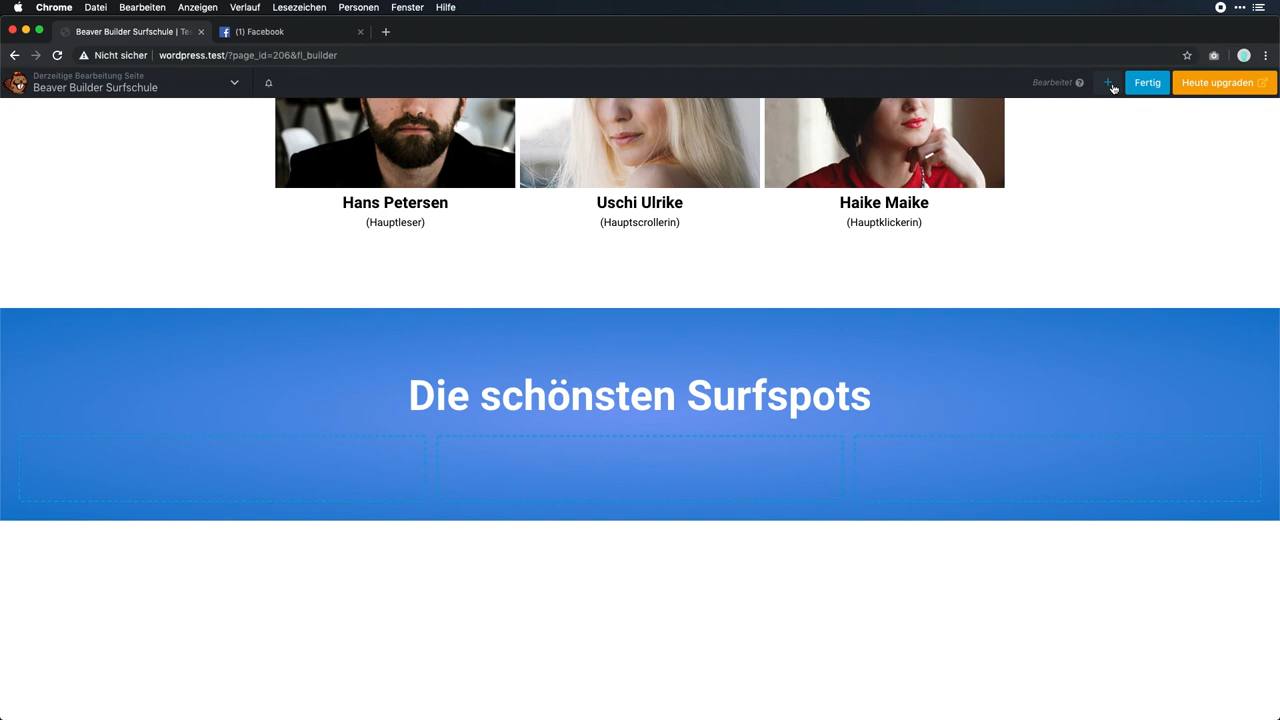 Chrome Datei Bearbeiten Anzeigen Verlauf Lesezeichen Personen Fenster Hilfe
Beaver Builder Surfschule | Te
(1) Facebook
Nicht sicher wordpress.test/?page_id=206&fl_builder
Derzeitige Bearbeitung Seite
Beaver Builder Surfschule
Bearbeitet ?
+
Fertig
Heute upgraden
Hans Petersen
(Hauptleser)
Uschi Ulrike
(Hauptscrollerin)
Haike Maike
(Hauptklickerin)
Die schönsten Surfspots